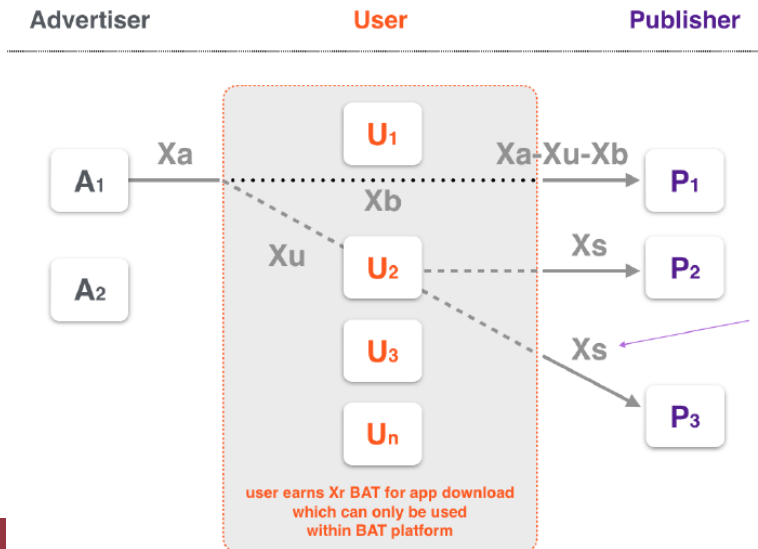 Advertiser User Publisher
U1
Xa Xa-Xu-Xb
A1 P1
Xb
Xu U2 Xs P2
A2
U3 Xs
P3
Un
user earns Xr BAT for app download
which can only be used
within BAT platform